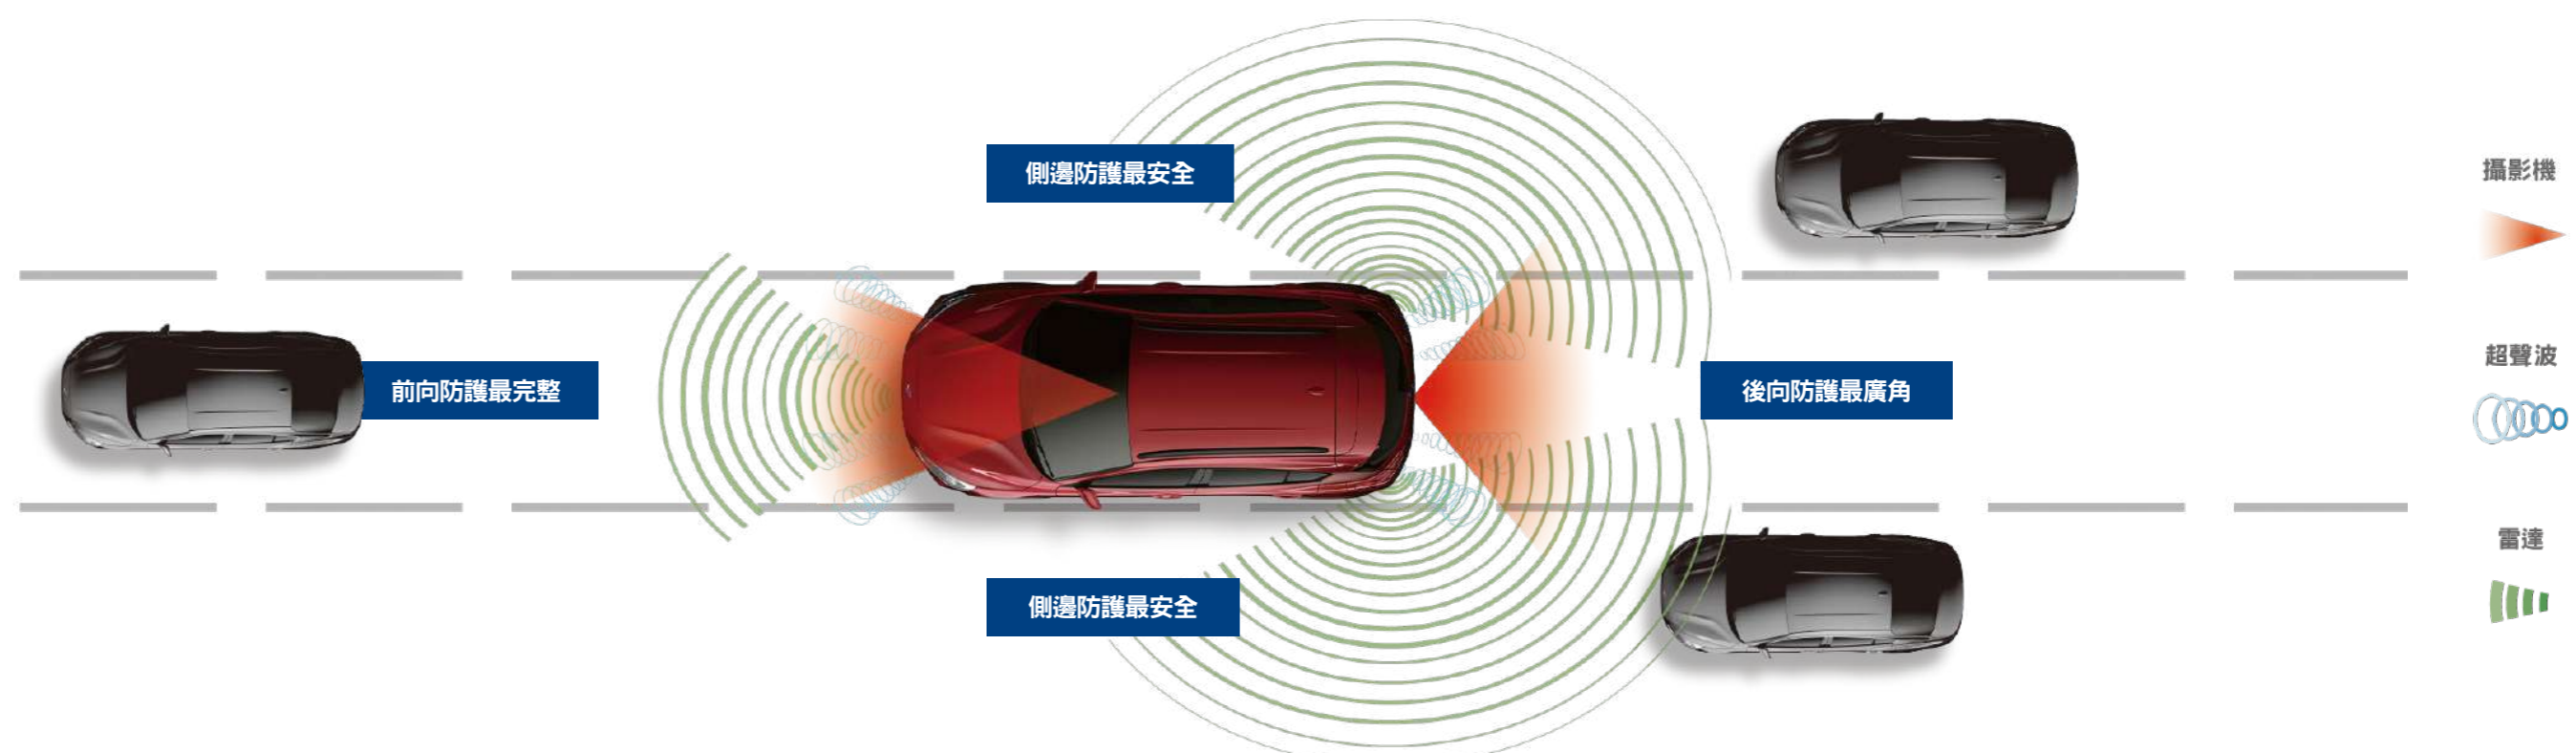 側邊防護最安全
攝影機
超聲波
前向防護最完整
後向防護最廣角
雷達
側邊防護最安全